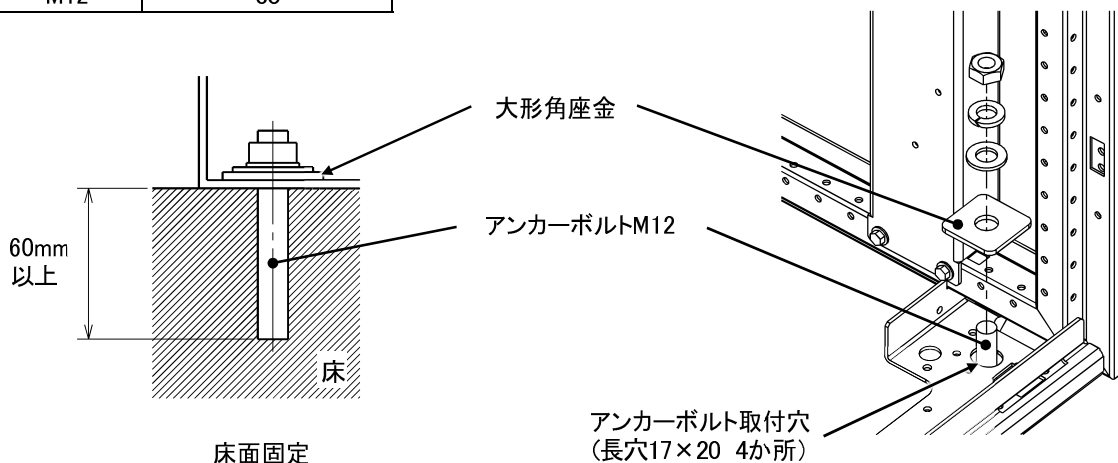 大形角座金
アンカーボルトM12
60mm
以上
床
アンカーボルト取付穴
（長穴17×20 4か所）
床面固定